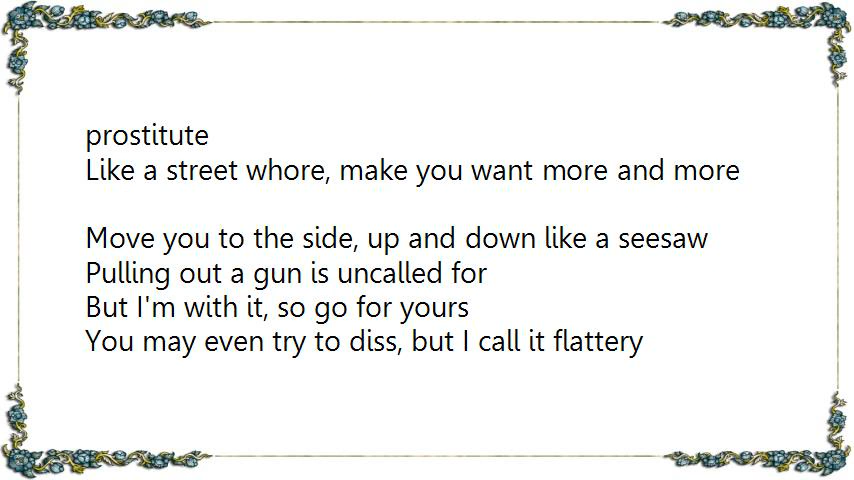 prostitute
Like a street whore, make you want more and more
Move you to the side, up and down like a seesaw
Pulling out a gun is uncalled for
But I'm with it, so go for yours
You may even try to diss, but I call it flattery